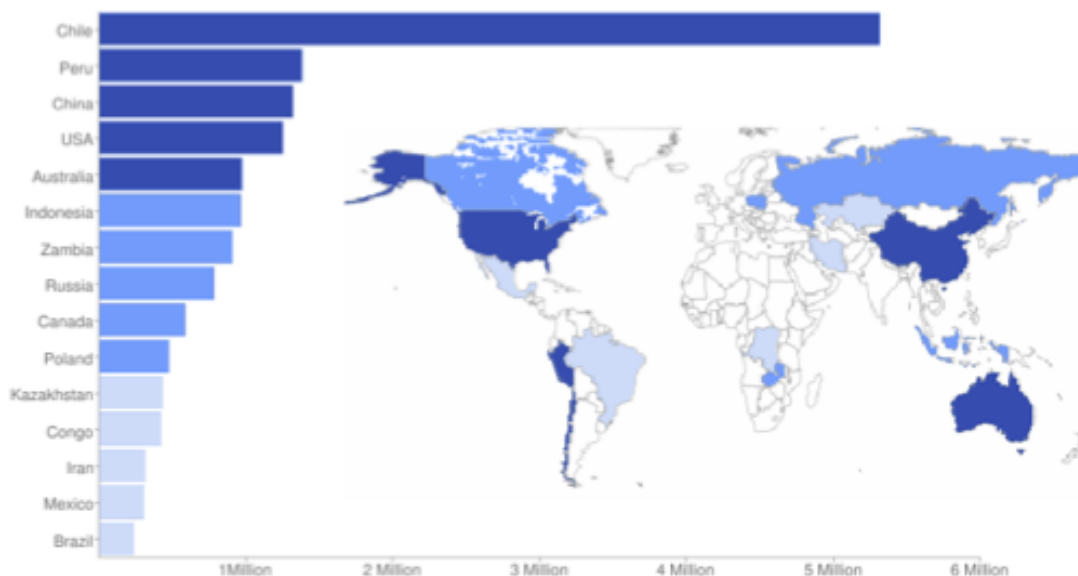 Chile
Peru
China
USA
Australia
Indonesia
Zambia
Russia
Canada
Poland
Kazakhstan
Congo
Iran
Mexico
Brazil
1Million 2 Million 3 Million 4 Million 5 Million 6 Million